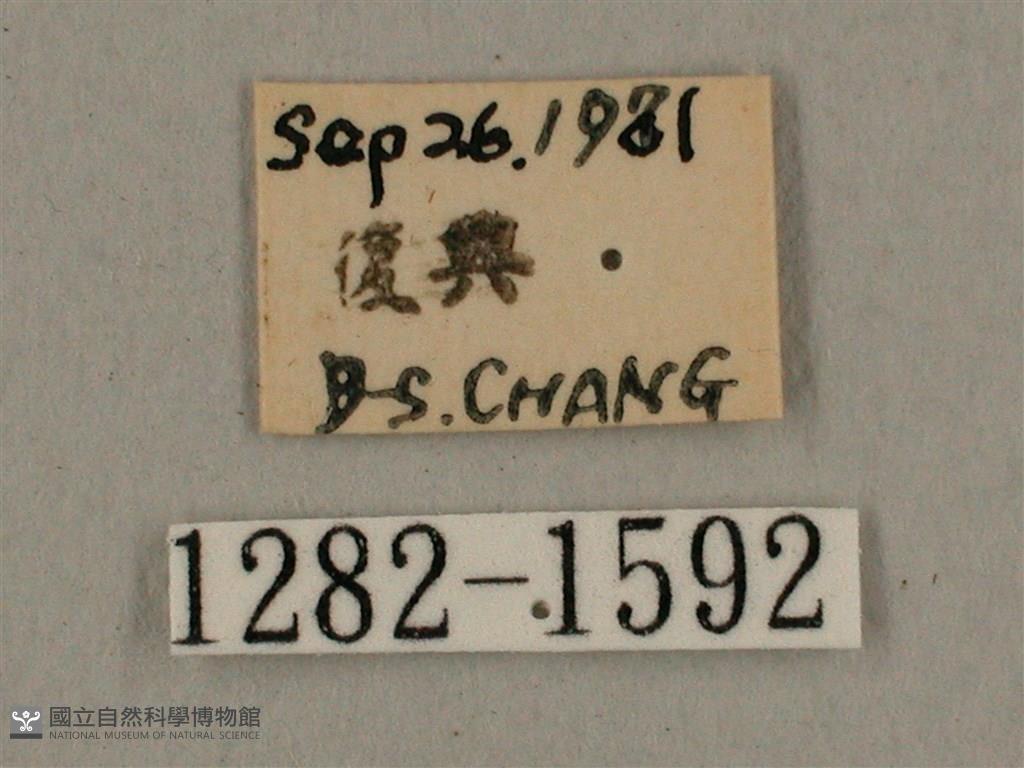 Sep 26. 1981
復興
B-S. CHANG
1282-1592
國立自然科學博物館
NATIONAL MUSEUM OF NATURAL SCIENCE